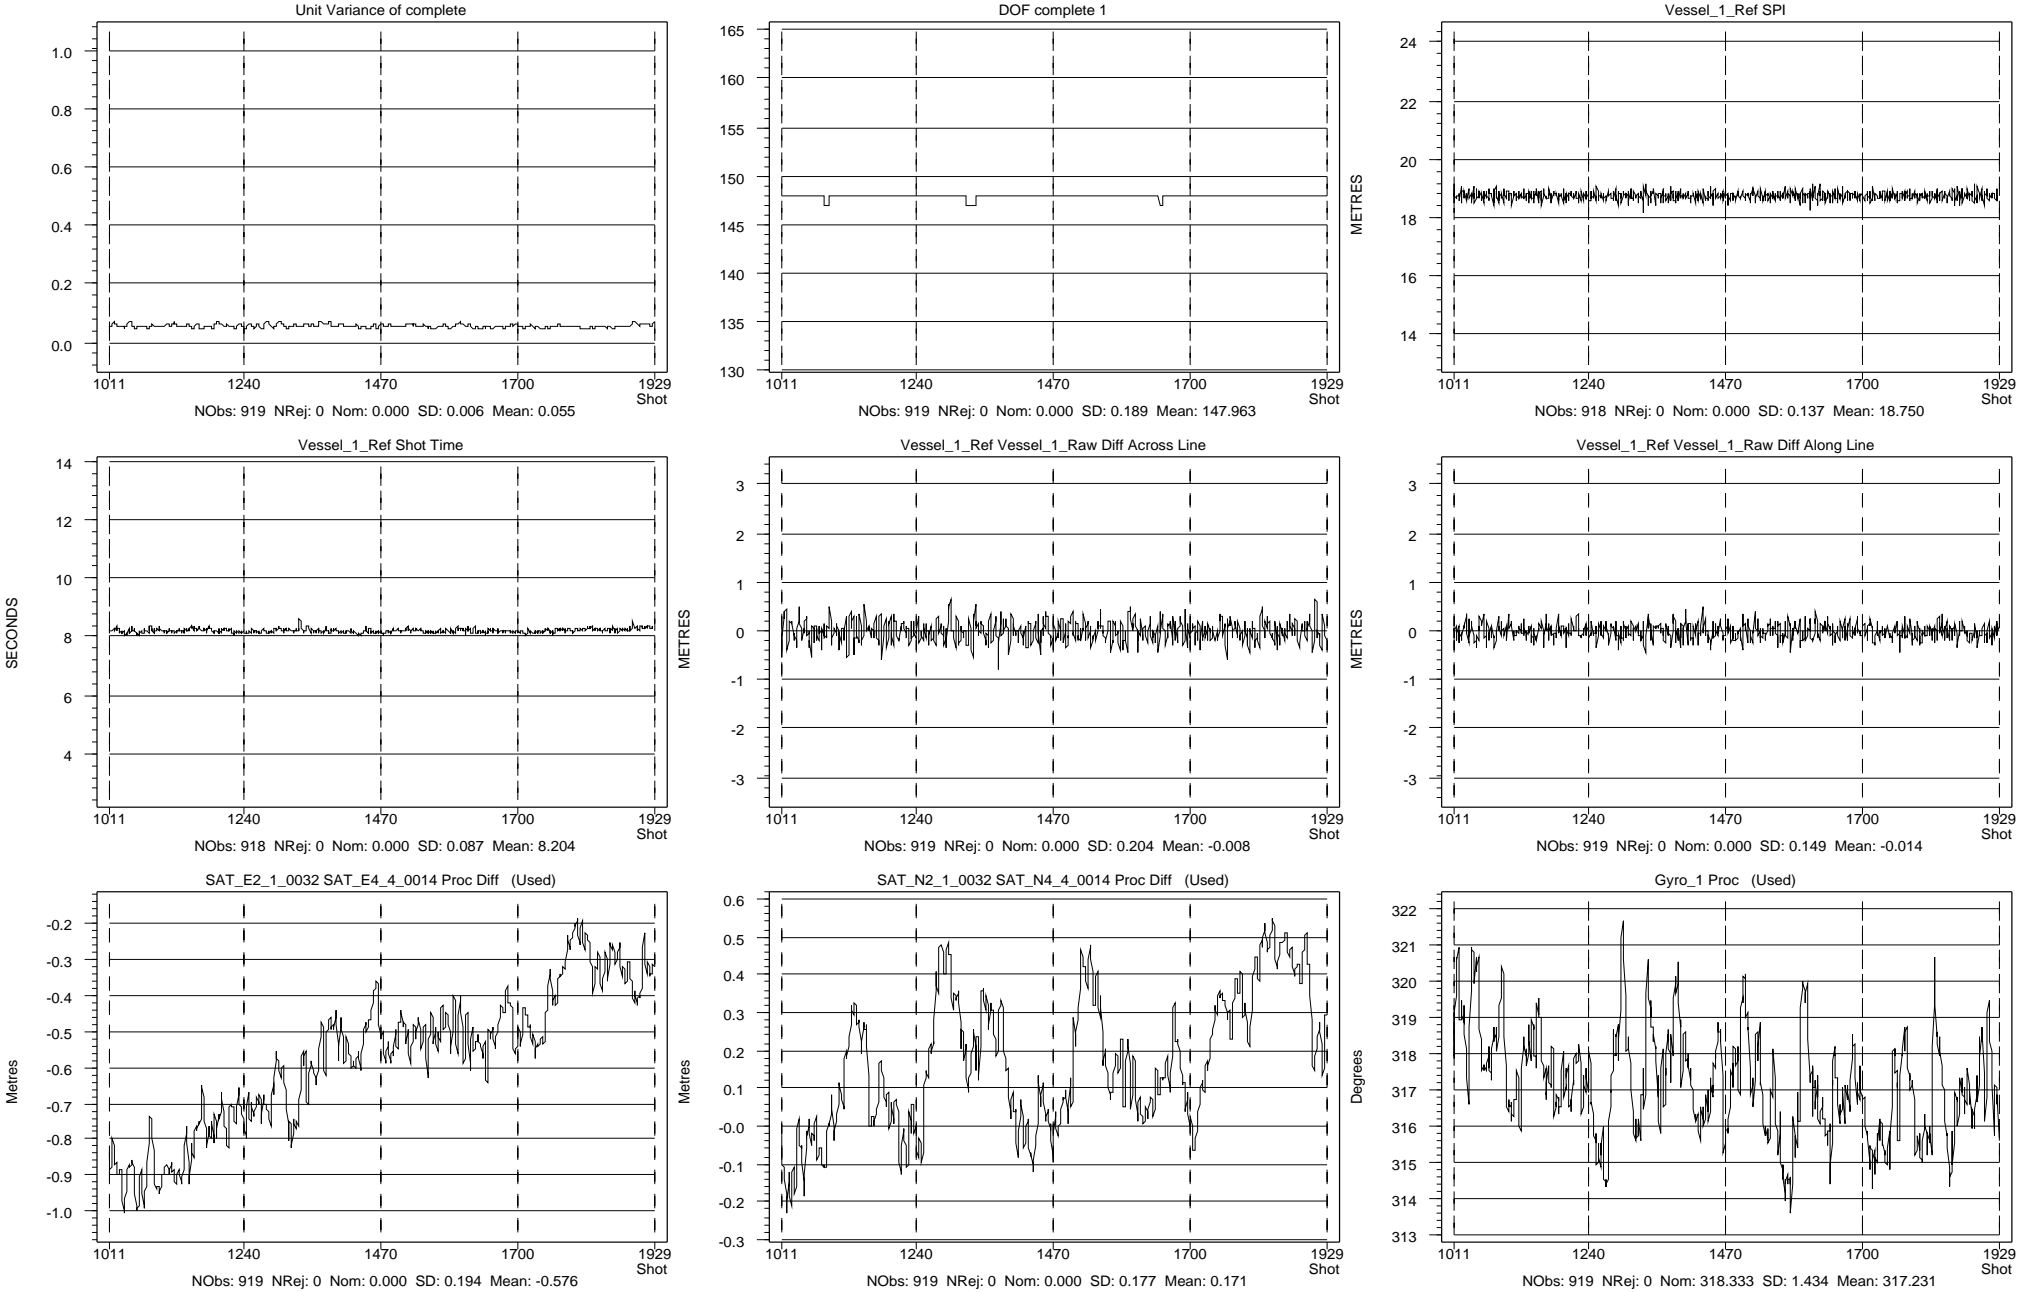 Unit Variance of complete
1.0
0.8
0.6
0.4
0.2
0.0
1011 1240 1470 1700 1929
Shot
NObs: 919 NRej: 0 Nom: 0.000 SD: 0.006 Mean: 0.055
DOF complete 1
165
160
155
150
145
140
135
130
1011 1240 1470 1700 1929
Shot
NObs: 919 NRej: 0 Nom: 0.000 SD: 0.189 Mean: 147.963
Vessel_1_Ref SPI
METRES
24
22
20
18
16
14
1011 1240 1470 1700 1929
Shot
NObs: 918 NRej: 0 Nom: 0.000 SD: 0.137 Mean: 18.750
Vessel_1_Ref Shot Time
SECONDS
14
12
10
8
6
4
1011 1240 1470 1700 1929
Shot
NObs: 918 NRej: 0 Nom: 0.000 SD: 0.087 Mean: 8.204
Vessel_1_Ref Vessel_1_Raw Diff Across Line
METRES
3
2
1
0
-1
-2
-3
1011 1240 1470 1700 1929
Shot
NObs: 919 NRej: 0 Nom: 0.000 SD: 0.204 Mean: -0.008
Vessel_1_Ref Vessel_1_Raw Diff Along Line
METRES
3
2
1
0
-1
-2
-3
1011 1240 1470 1700 1929
Shot
NObs: 919 NRej: 0 Nom: 0.000 SD: 0.149 Mean: -0.014
SAT_E2_1_0032 SAT_E4_4_0014 Proc Diff (Used)
Metres
-0.2
-0.3
-0.4
-0.5
-0.6
-0.7
-0.8
-0.9
-1.0
1011 1240 1470 1700 1929
Shot
NObs: 919 NRej: 0 Nom: 0.000 SD: 0.194 Mean: -0.576
SAT_N2_1_0032 SAT_N4_4_0014 Proc Diff (Used)
Metres
0.6
0.5
0.4
0.3
0.2
0.1
-0.0
-0.1
-0.2
-0.3
1011 1240 1470 1700 1929
Shot
NObs: 919 NRej: 0 Nom: 0.000 SD: 0.177 Mean: 0.171
Gyro_1 Proc (Used)
Degrees
322
321
320
319
318
317
316
315
314
313
1011 1240 1470 1700 1929
Shot
NObs: 919 NRej: 0 Nom: 318.333 SD: 1.434 Mean: 317.231